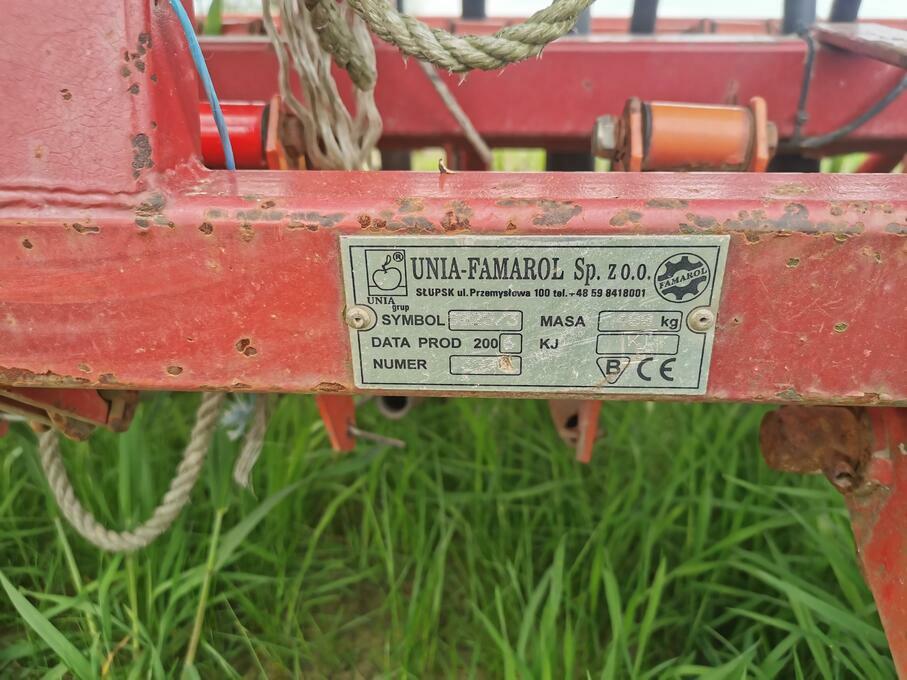 UNIA-FAMAROL Sp. z o.o.
SŁUPSK ul.Przemysłowa 100 tel.+48 59 8418001
®
UNIA
grup
FAMAROL
SYMBOL MASA kg
DATA PROD 200 KJ
NUMER B CE